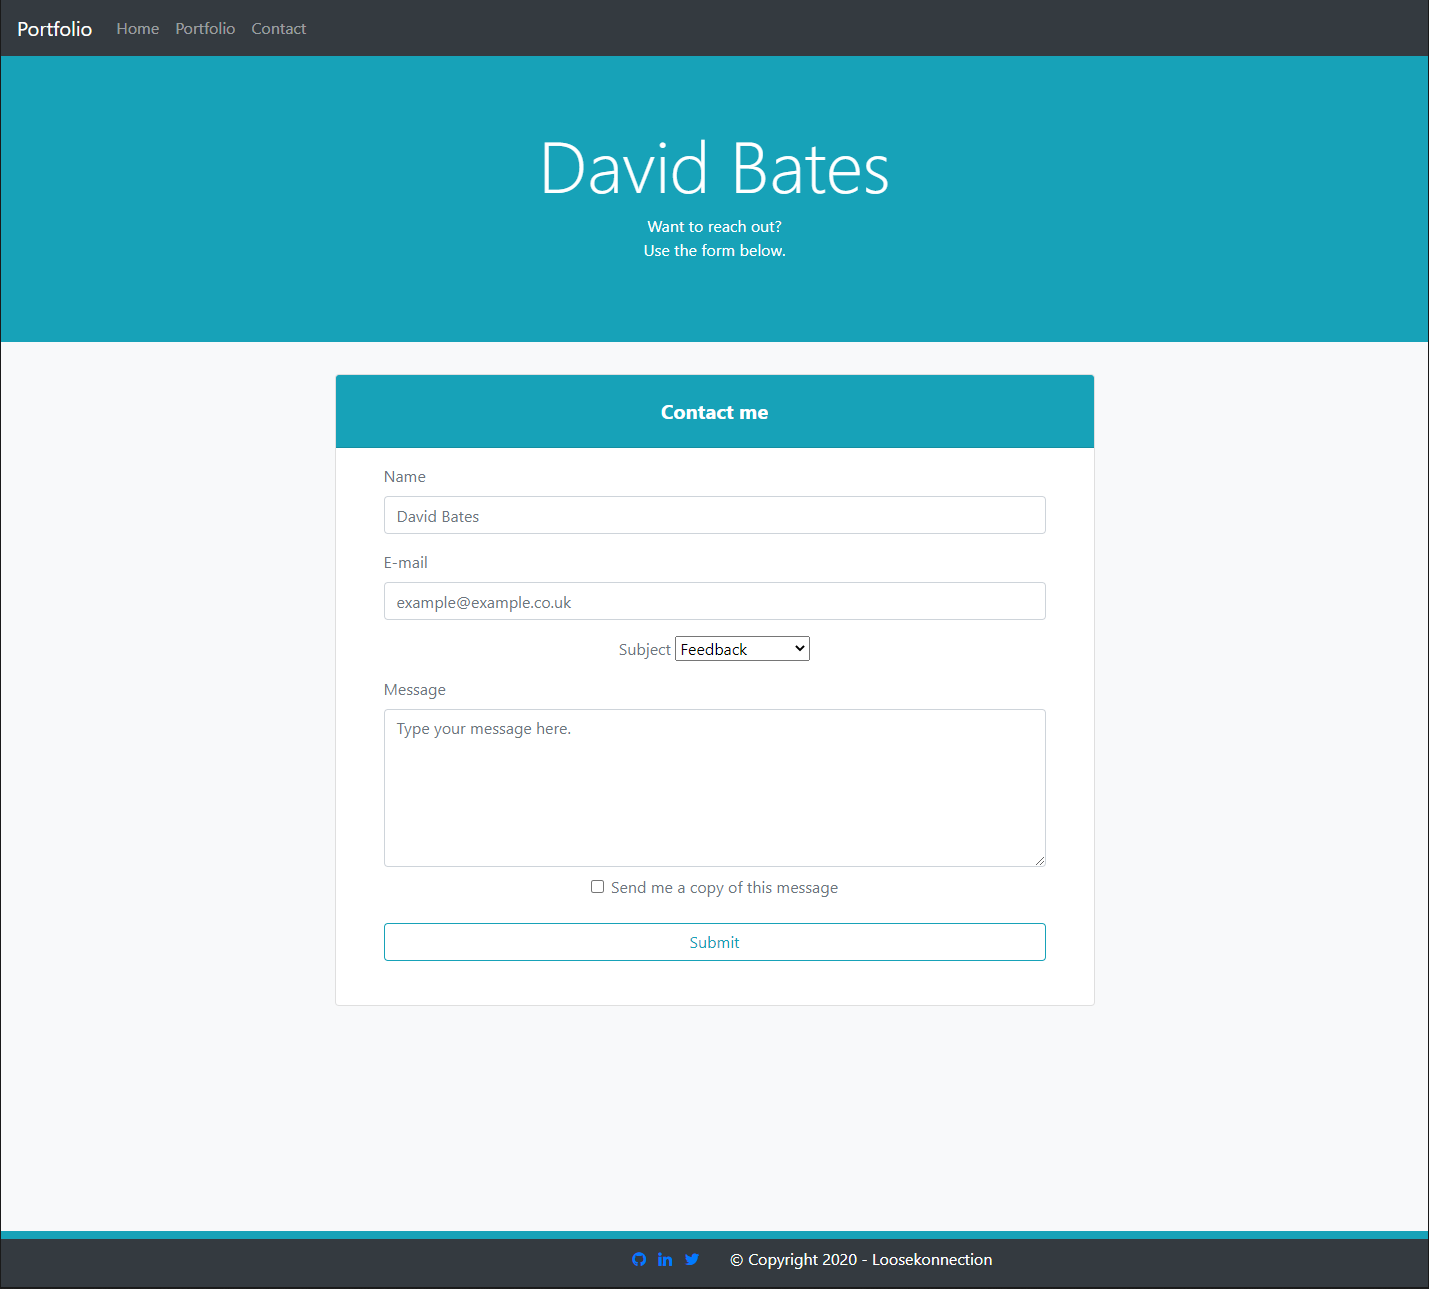 Portfolio Home Portfolio Contact
David Bates
Want to reach out?
Use the form below.
Contact me
Name
David Bates
E-mail
example@example.co.uk
Subject Feedback
Message
Type your message here.
Send me a copy of this message
Submit
© Copyright 2020 - Loosekonnection